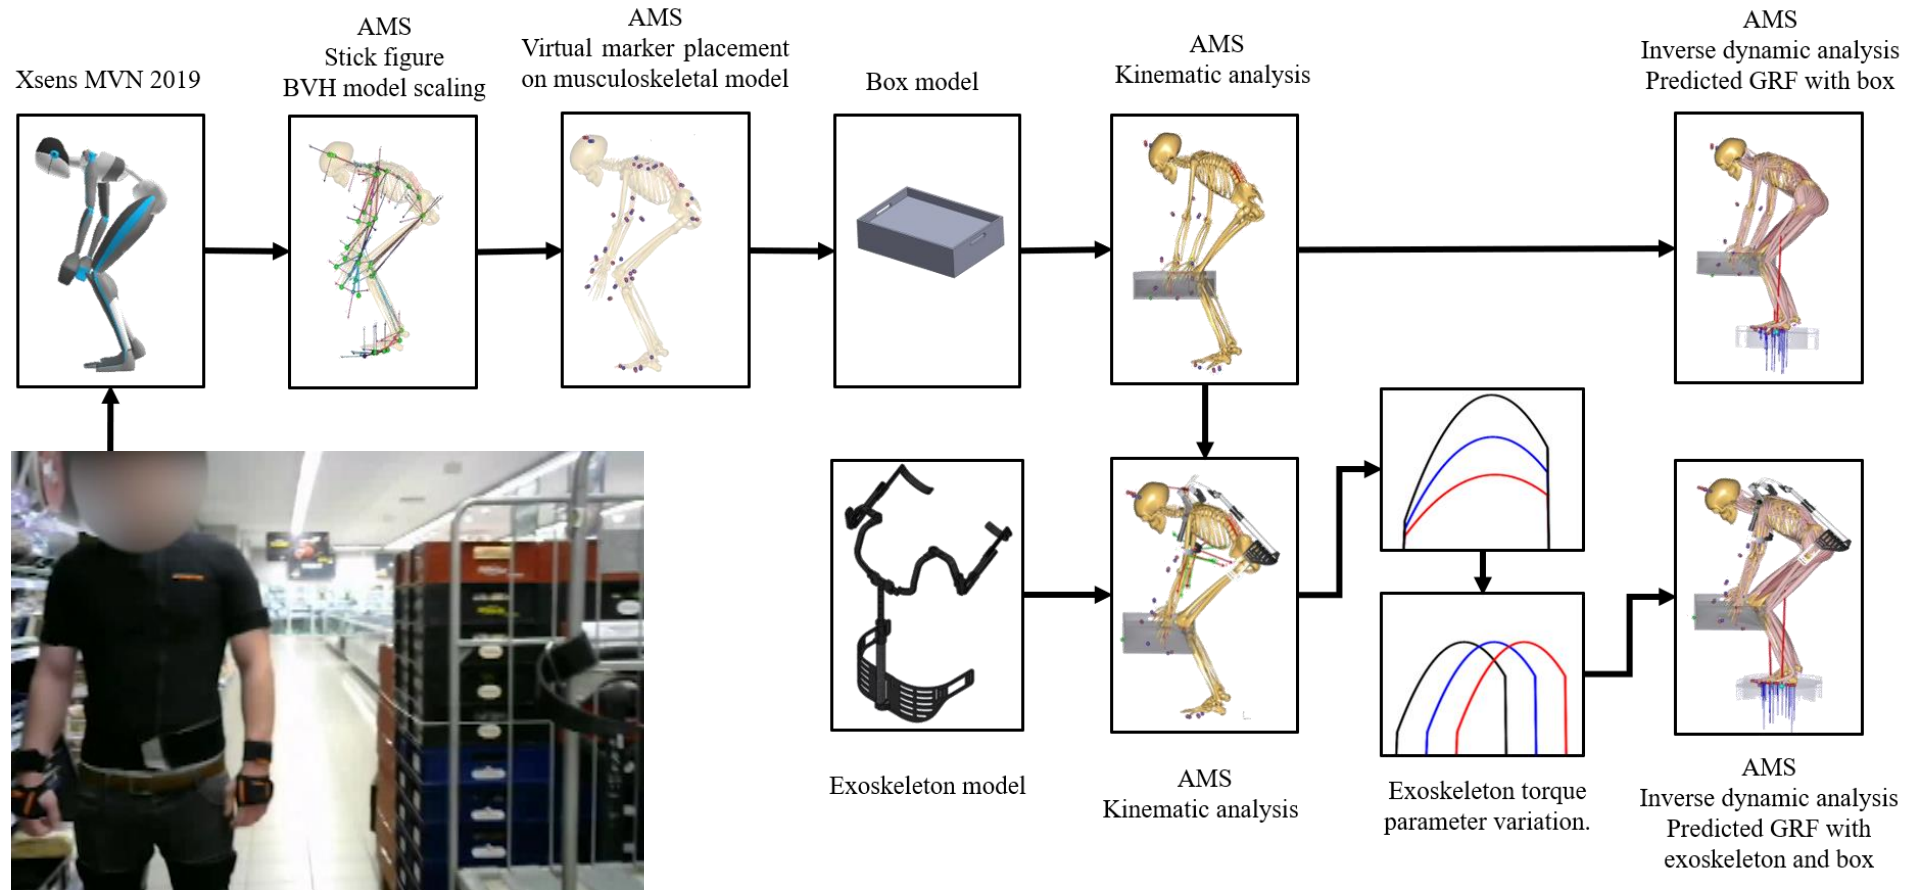 Xsens MVN 2019
AMS
Stick figure
BVH model scaling
AMS
Virtual marker placement
on musculoskeletal model
Box model
AMS
Kinematic analysis
AMS
Inverse dynamic analysis
Predicted GRF with box
Exoskeleton model
AMS
Kinematic analysis
Exoskeleton torque
parameter variation.
AMS
Inverse dynamic analysis
Predicted GRF with
exoskeleton and box